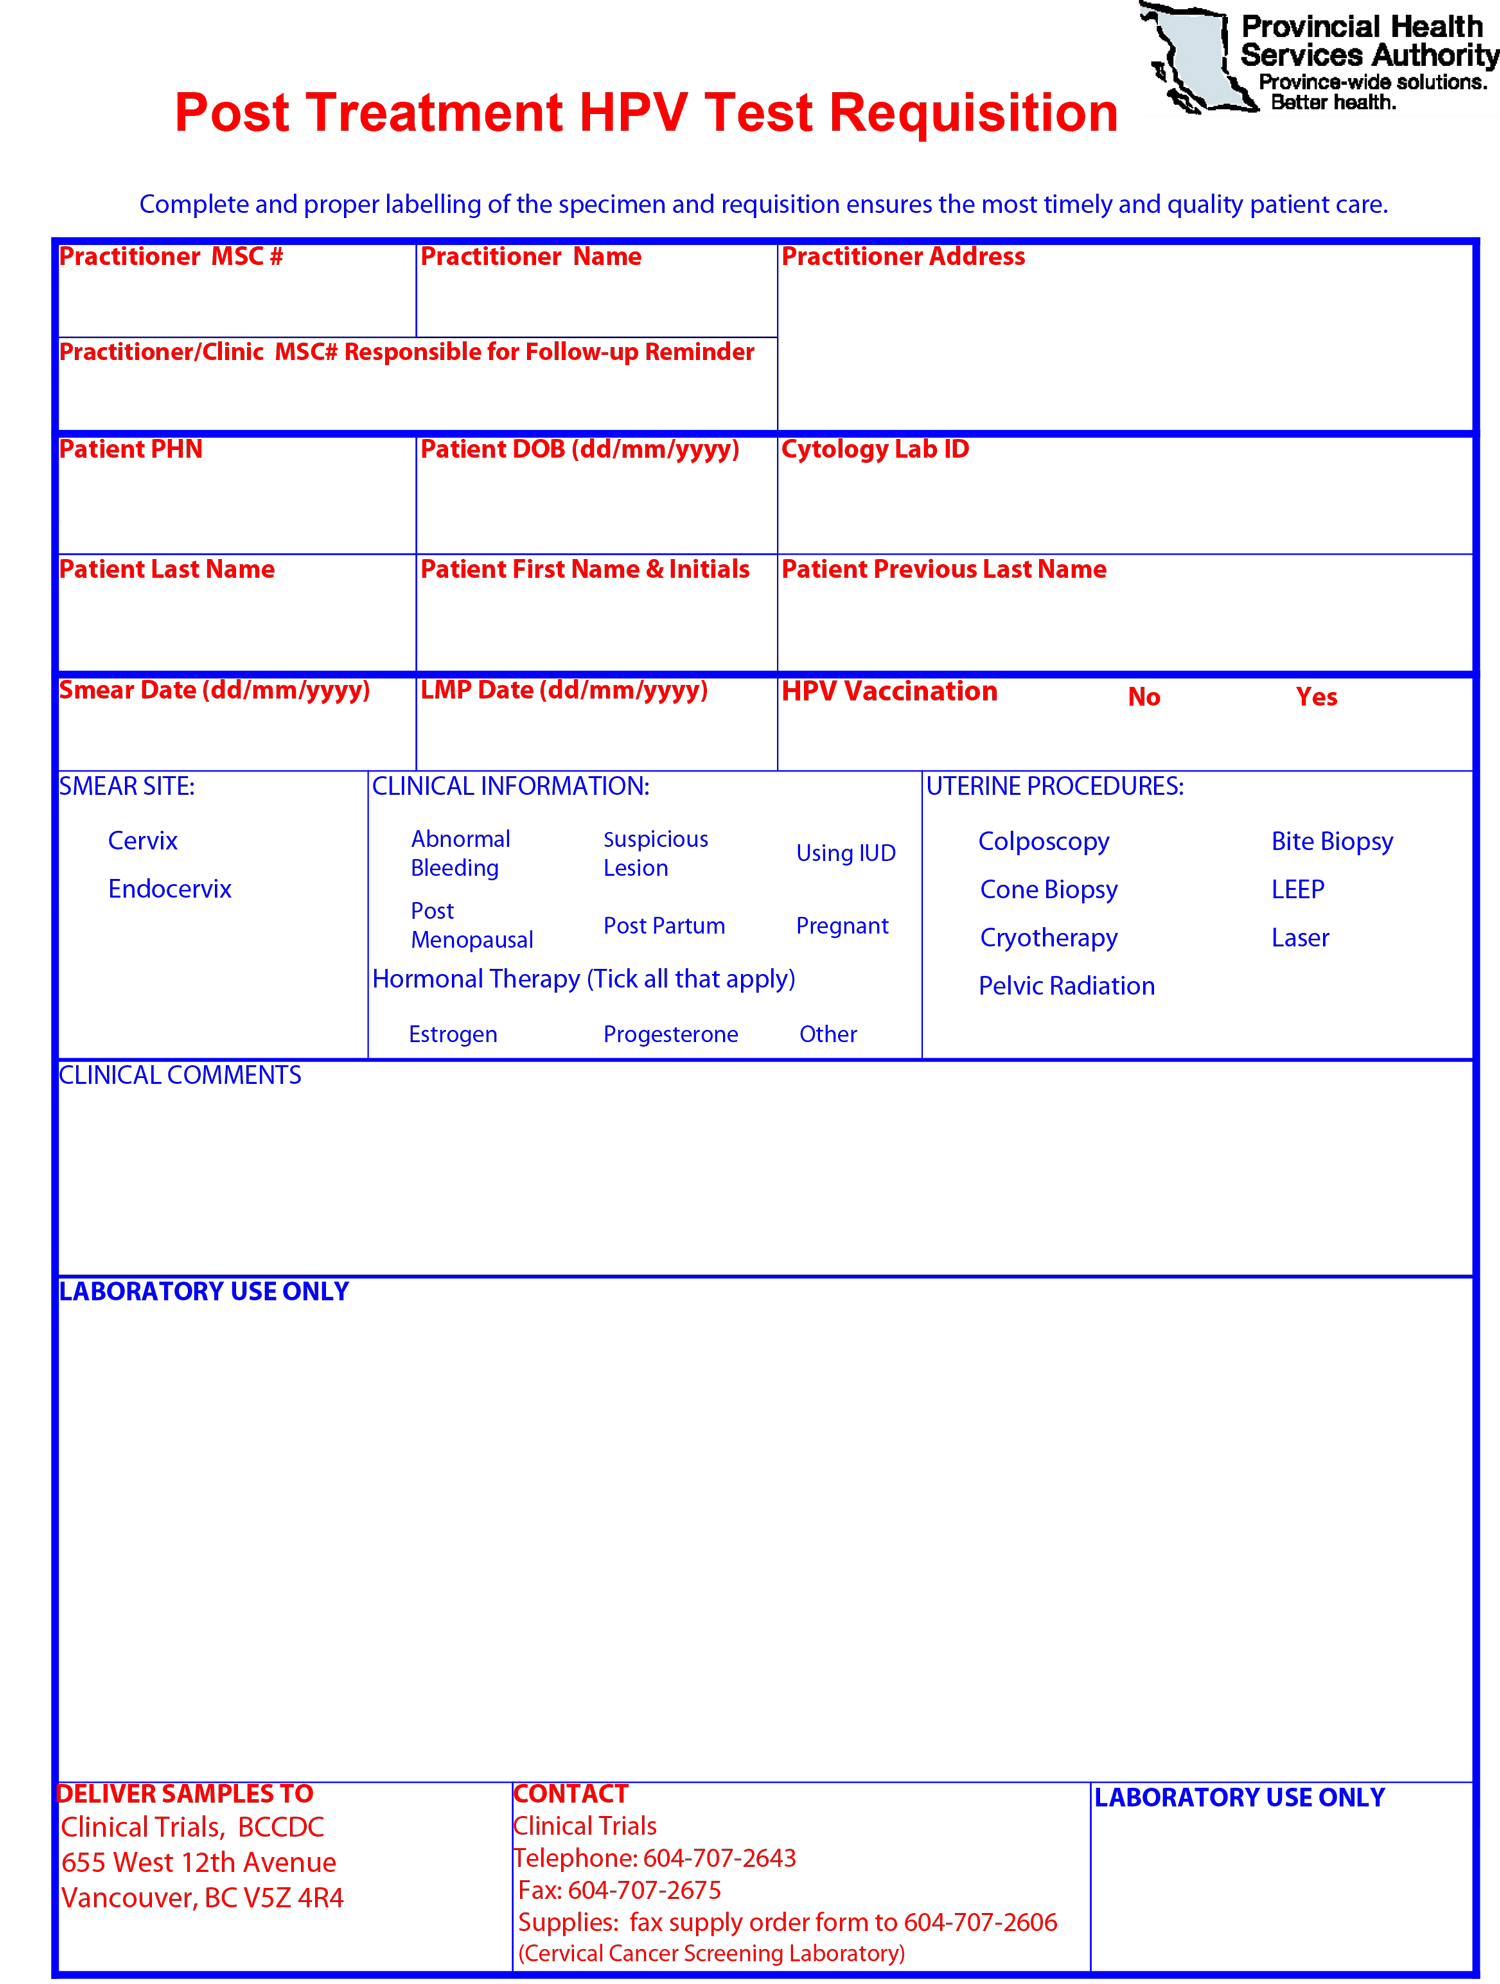 Provincial Health
Services Authority
Province-wide solutions.
Better health.
Post Treatment HPV Test Requisition
Complete and proper labelling of the specimen and requisition ensures the most timely and quality patient care.
Practitioner MSC #
Practitioner Name
Practitioner Address
Practitioner/Clinic MSC# Responsible for Follow-up Reminder
Patient PHN
Patient DOB (dd/mm/yyyy)
Cytology Lab ID
Patient Last Name
Patient First Name & Initials
Patient Previous Last Name
Smear Date (dd/mm/yyyy)
LMP Date (dd/mm/yyyy)
HPV Vaccination No Yes
SMEAR SITE:
Cervix
Endocervix
CLINICAL INFORMATION:
Abnormal
Bleeding
Suspicious
Lesion
Using IUD
Post
Menopausal
Post Partum
Pregnant
Hormonal Therapy (Tick all that apply)
Estrogen
Progesterone
Other
UTERINE PROCEDURES:
Colposcopy
Bite Biopsy
Cone Biopsy
LEEP
Cryotherapy
Laser
Pelvic Radiation
CLINICAL COMMENTS
LABORATORY USE ONLY
DELIVER SAMPLES TO
Clinical Trials, BCCDC
655 West 12th Avenue
Vancouver, BC V5Z 4R4
CONTACT
Clinical Trials
Telephone: 604-707-2643
Fax: 604-707-2675
Supplies: fax supply order form to 604-707-2606
(Cervical Cancer Screening Laboratory)
LABORATORY USE ONLY